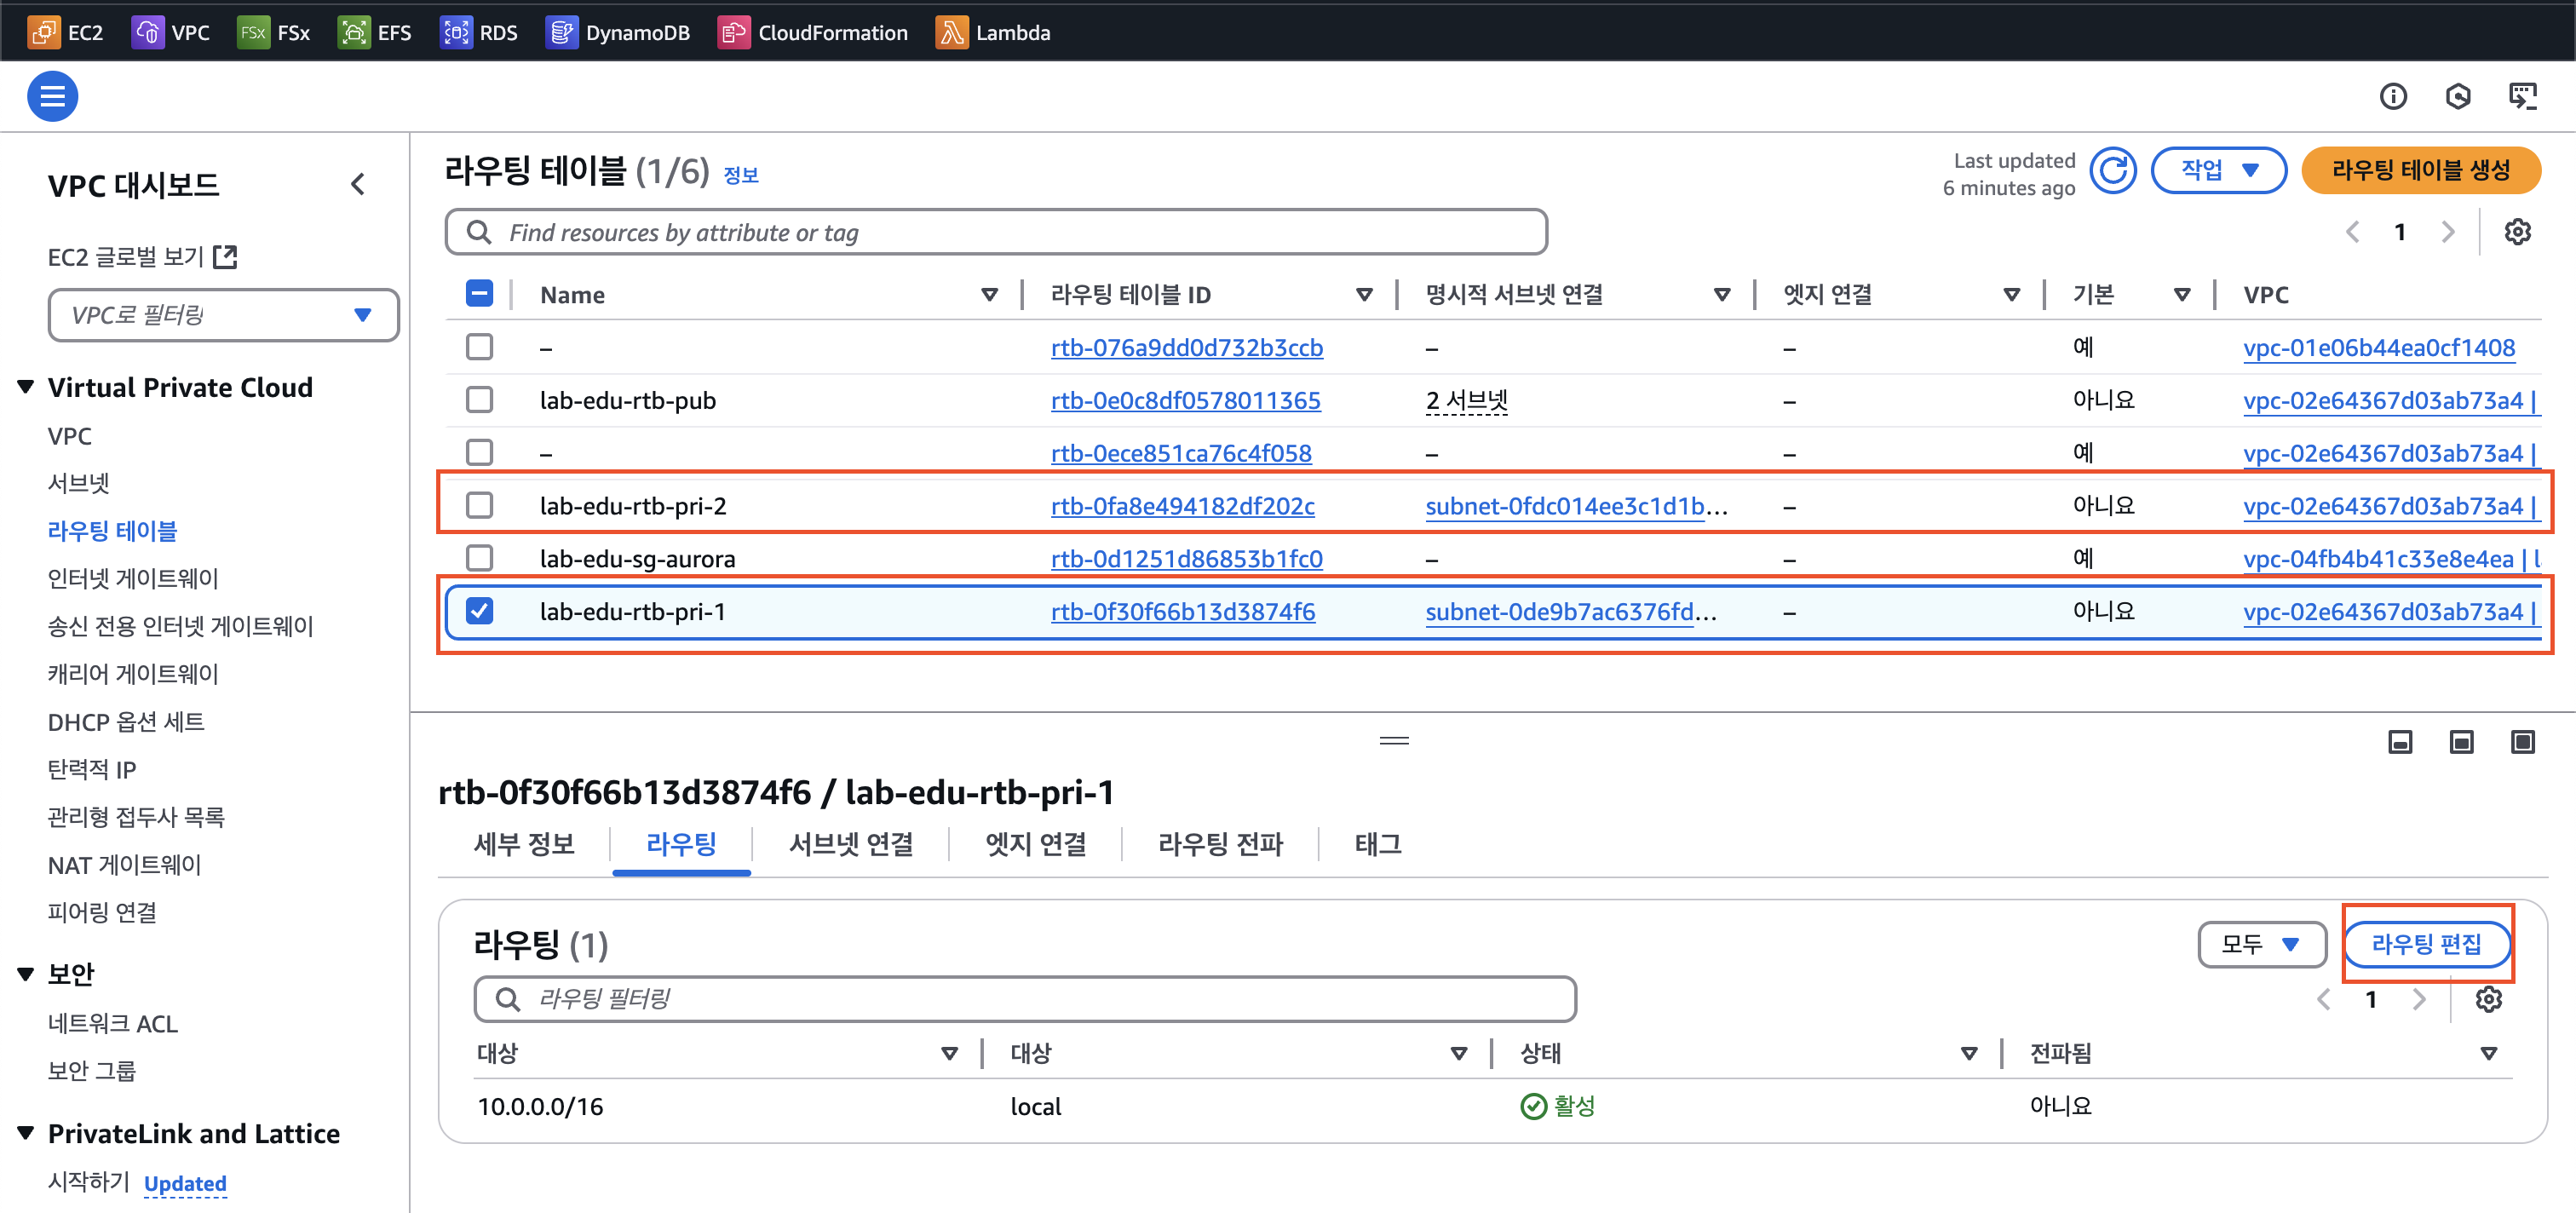 EC2 VPC FSx FSx EFS RDS DynamoDB CloudFormation Lambda
VPC 대시보드
EC2 글로벌 보기
VPC로 필터링
Virtual Private Cloud
VPC
서브넷
라우팅 테이블
인터넷 게이트웨이
송신 전용 인터넷 게이트웨이
캐리어 게이트웨이
DHCP 옵션 세트
탄력적 IP
관리형 접두사 목록
NAT 게이트웨이
피어링 연결
보안
네트워크 ACL
보안 그룹
PrivateLink and Lattice
시작하기 Updated
라우팅 테이블 (1/6) 정보
Last updated
6 minutes ago
작업
라우팅 테이블 생성
Find resources by attribute or tag
1
Name 라우팅 테이블 ID 명시적 서브넷 연결 엣지 연결 기본 VPC
– rtb-076a9dd0d732b3ccb – – 예 vpc-01e06b44ea0cf1408
lab-edu-rtb-pub rtb-0e0c8df0578011365 2 서브넷 – 아니요 vpc-02e64367d03ab73a4 |
– rtb-0ece851ca76c4f058 – – 예 vpc-02e64367d03ab73a4 |
lab-edu-rtb-pri-2 rtb-0fa8e494182df202c subnet-0fdc014ee3c1d1b... – 아니요 vpc-02e64367d03ab73a4 |
lab-edu-sg-aurora rtb-0d1251d86853b1fc0 – – 예 vpc-04fb4b41c33e8e4ea | l
lab-edu-rtb-pri-1 rtb-0f30f66b13d3874f6 subnet-0de9b7ac6376fd... – 아니요 vpc-02e64367d03ab73a4 |
rtb-0f30f66b13d3874f6 / lab-edu-rtb-pri-1
세부 정보 라우팅 서브넷 연결 엣지 연결 라우팅 전파 태그
라우팅 (1)
모두
라우팅 편집
라우팅 필터링
1
대상 대상 상태 전파됨
10.0.0.0/16 local 활성 아니요